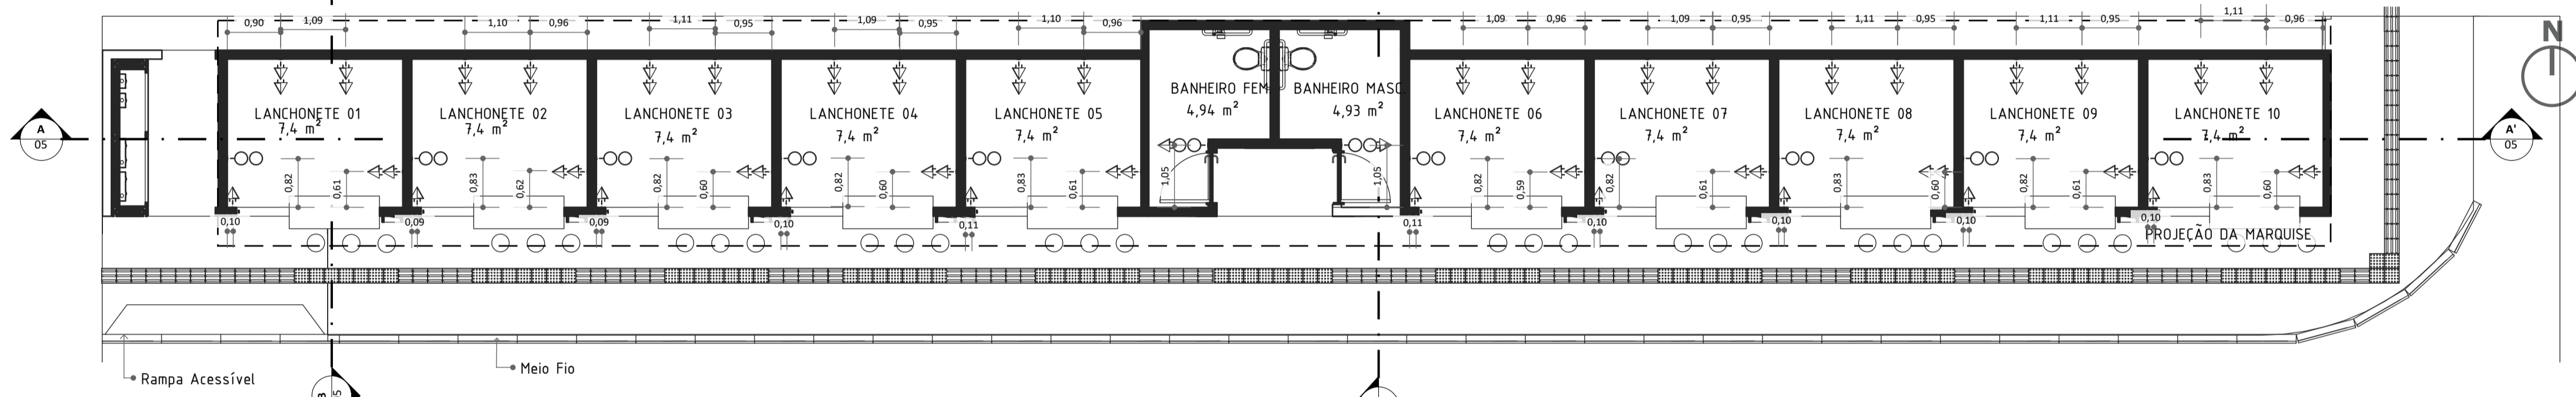 0,90 1,09 1,10 0,96 1,11 0,95 1,09 0,95 1,10 0,96 1,09 0,96 1,09 0,95 1,11 0,95 1,11 0,95 1,11 0,96
N
BANHEIRO FEM. BANHEIRO MASC.
4,94 m² 4,93 m²
LANCHONETE 01 LANCHONETE 02 LANCHONETE 03 LANCHONETE 04 LANCHONETE 05 LANCHONETE 06 LANCHONETE 07 LANCHONETE 08 LANCHONETE 09 LANCHONETE 10
7,4 m² 7,4 m² 7,4 m² 7,4 m² 7,4 m² 7,4 m² 7,4 m² 7,4 m² 7,4 m² 7,4 m²
A A'
05 05
0,82 0,61 0,83 0,62 0,82 0,60 0,82 0,60 0,83 0,61 1,05 1,05 0,82 0,59 0,82 0,61 0,83 0,60 0,82 0,61 0,83 0,60
0,10 0,09 0,09 0,10 0,11 0,11 0,10 0,10 0,10 0,10
PROJEÇÃO DA MARQUISE
Rampa Acessível
Meio Fio
B